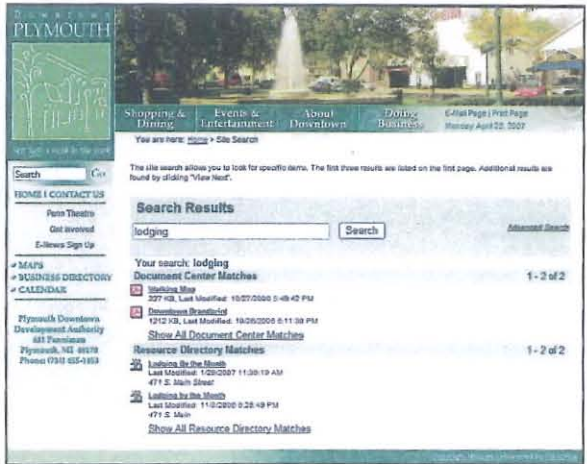 DOWNTOWN
PLYMOUTH
Shopping & Dining
Events & Entertainment
About Downtown
Doing Business
E-Mail Page | Print Page
Monday April 23, 2007
You are here: Home > Site Search
Search
Go
HOME | CONTACT US
Penn Theatre
Get Involved
E-News Sign Up
MAPS
BUSINESS DIRECTORY
CALENDAR
Plymouth Downtown
Development Authority
Plymouth, MI 48170
The site search allows you to look for specific items. The first three results are listed on the first page. Additional results are
found by clicking "View Next".
Search Results
lodging
Search
Advanced Search
Your search: lodging
Document Center Matches
1 - 2 of 2
Walking Map
Downtown Brandprint
Show All Document Center Matches
Resource Directory Matches
1 - 2 of 2
Lodging By the Month
Last Modified: 1/29/2007
471 S. Main Street
Lodging by the Month
471 S. Main
Show All Resource Directory Matches